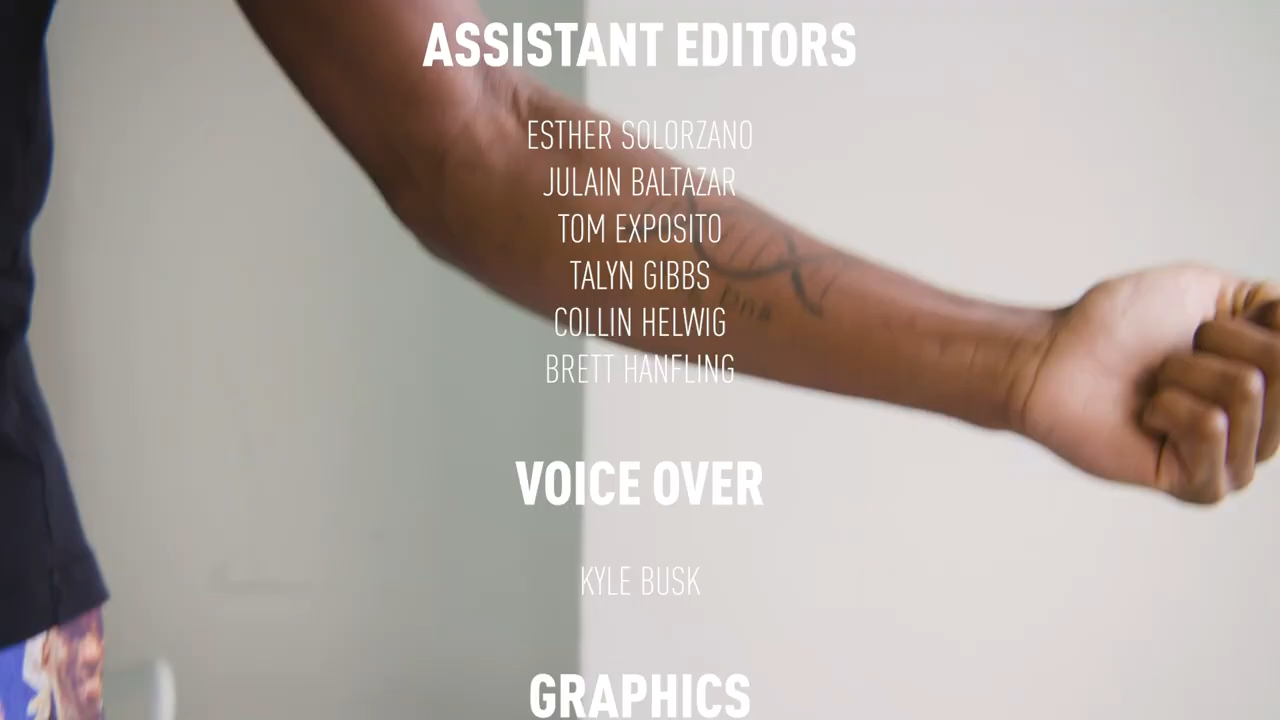 ASSISTANT EDITORS
ESTHER SOLORZANO
JULAIN BALTAZAR
TOM EXPOSITO
TALYN GIBBS
COLLIN HELWIG
BRETT HANFLING
Dna
VOICE OVER
KYLE BUSK
GRAPHICS